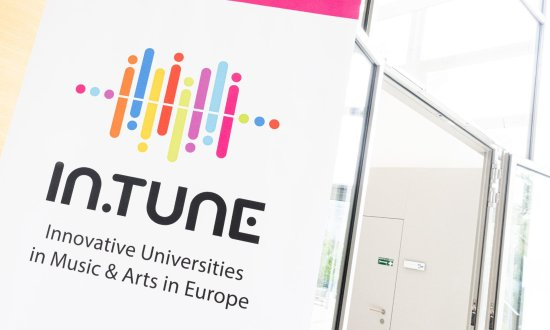 IN.TUNE
Innovative Universities
in Music & Arts in Europe